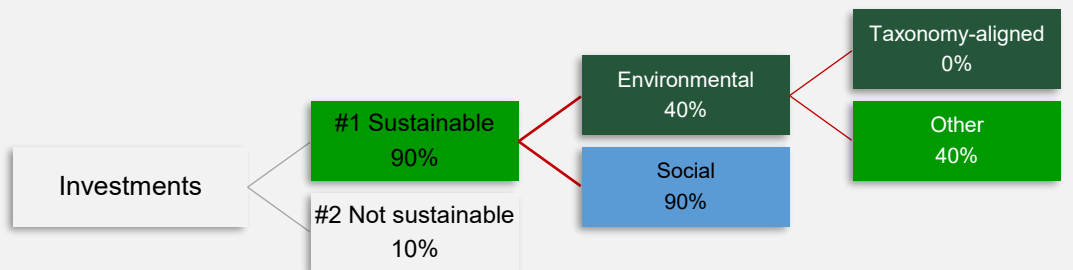 Investments
#1 Sustainable
90%
#2 Not sustainable
10%
Environmental
40%
Social
90%
Taxonomy-aligned
0%
Other
40%